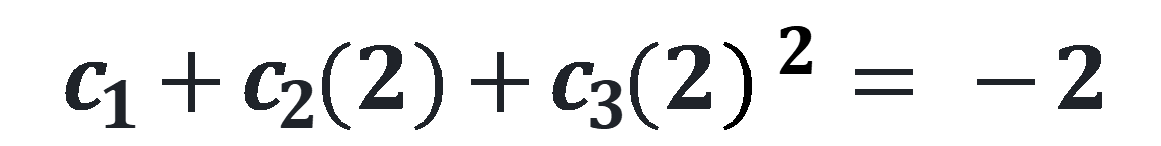 c₁ + c₂(2) + c₃(2)² = −2